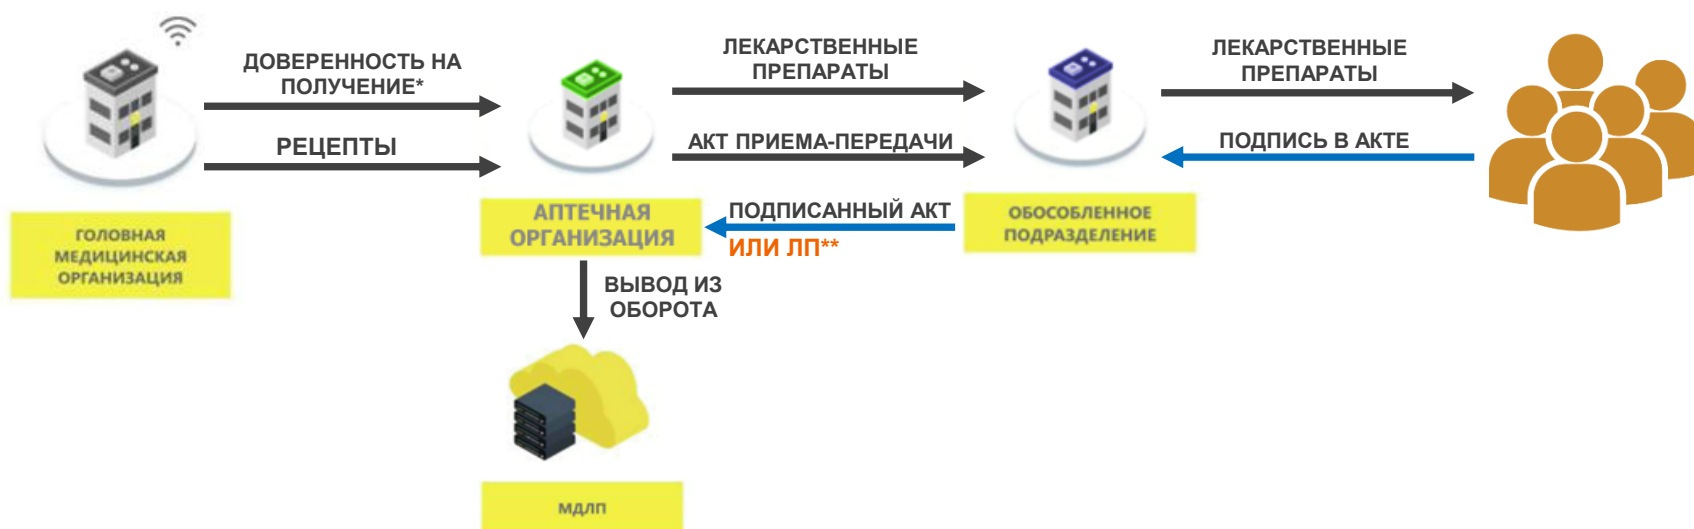 ДОВЕРЕННОСТЬ НА
ПОЛУЧЕНИЕ*
РЕЦЕПТЫ
ЛЕКАРСТВЕННЫЕ
ПРЕПАРАТЫ
АКТ ПРИЕМА-ПЕРЕДАЧИ
ЛЕКАРСТВЕННЫЕ
ПРЕПАРАТЫ
ПОДПИСЬ В АКТЕ
ГОЛОВНАЯ
МЕДИЦИНСКАЯ
ОРГАНИЗАЦИЯ
АПТЕЧНАЯ
ОРГАНИЗАЦИЯ
ПОДПИСАННЫЙ АКТ
ИЛИ ЛП**
ОБОСОБЛЕННОЕ
ПОДРАЗДЕЛЕНИЕ
ВЫВОД ИЗ
ОБОРОТА
МДЛП